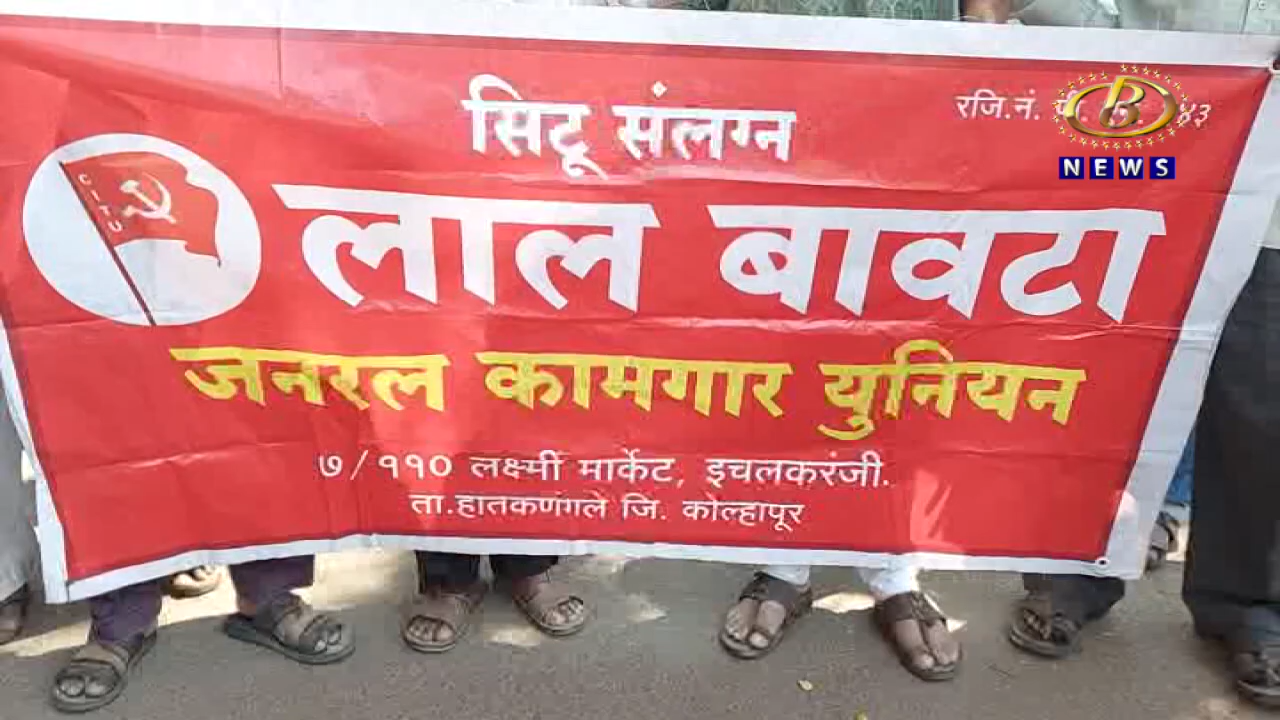 सिटू संलग्न
रजि.नं.
CITU
लाल बावटा
जनरल कामगार युनियन
७/११० लक्ष्मी मार्केट, इचलकरंजी.
ता.हातकणंगले जि. कोल्हापूर
B
NEWS